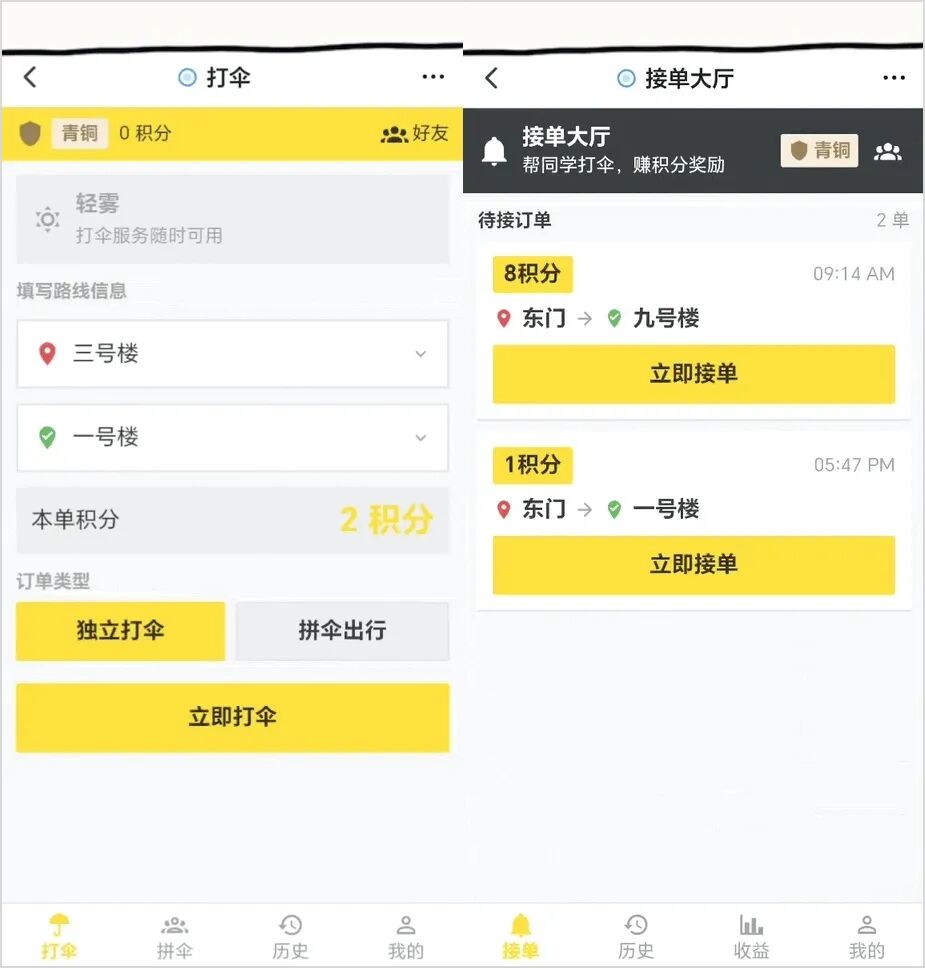 打伞
青铜 0 积分 好友
轻雾
打伞服务随时可用
填写路线信息
三号楼
一号楼
本单积分 2 积分
订单类型
独立打伞 拼伞出行
立即打伞
打伞 拼伞 历史 我的
接单大厅
接单大厅
帮同学打伞，赚积分奖励
青铜
待接订单 2 单
8积分 09:14 AM
东门 → 九号楼
立即接单
1积分 05:47 PM
东门 → 一号楼
立即接单
接单 历史 收益 我的